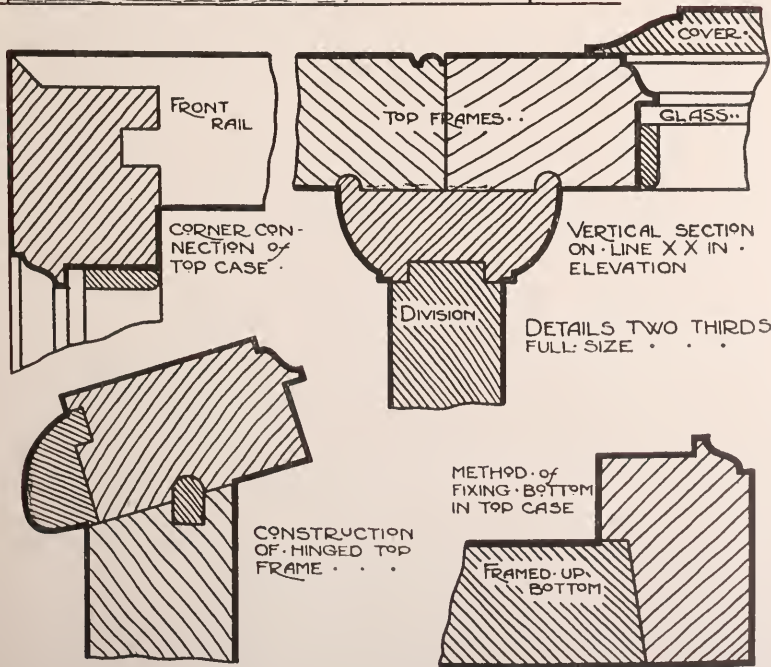 FRONT
RAIL
CORNER CON-
NECTION of
TOP CASE ·
TOP FRAMES ··
COVER ·
GLASS ··
VERTICAL SECTION
ON · LINE X X IN ·
ELEVATION
DIVISION
DETAILS TWO THIRDS
FULL · SIZE · · ·
CONSTRUCTION
OF · HINGED TOP
FRAME · · ·
METHOD · of
FIXING · BOTTOM
IN TOP CASE
FRAMED · UP ·
BOTTOM